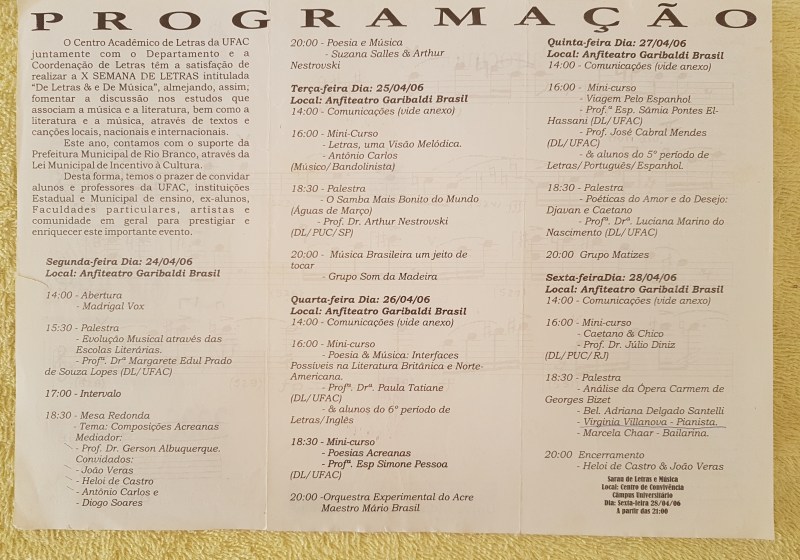 PROGRAMAÇÃO
O Centro Acadêmico de Letras da UFAC
juntamente com o Departamento e a
Coordenação de Letras têm a satisfação de
realizar a X SEMANA DE LETRAS intitulada
“De Letras & e De Música”, almejando, assim,
fomentar a discussão nos estudos que
associam a música e a literatura, bem como a
literatura e a música, através de textos e
canções locais, nacionais e internacionais.
Este ano, contamos com o suporte da
Prefeitura Municipal de Rio Branco, através da
Lei Municipal de Incentivo à Cultura.
Desta forma, temos o prazer de convidar
alunos e professores da UFAC, instituições
Estadual e Municipal de ensino, ex-alunos,
Faculdades particulares, artistas e
comunidade em geral para prestigiar e
enriquecer este importante evento.
Segunda-feira Dia: 24/04/06
Local: Anfiteatro Garibaldi Brasil
14:00 - Abertura
- Madrigal Vox
15:30 - Palestra
- Evolução Musical através das
Escolas Literárias.
- Profª. Drª Margarete Edul Prado
de Souza Lopes (DL/UFAC)
17:00 - Intervalo
18:30 - Mesa Redonda
- Tema: Composições Acreanas
Mediador:
- Prof. Dr. Gerson Albuquerque.
Convidados:
- João Veras
- Heloi de Castro
- Antônio Carlos e
- Diogo Soares
20:00 - Poesia e Música
- Suzana Salles & Arthur
Nestrovski
Terça-feira Dia: 25/04/06
Local: Anfiteatro Garibaldi Brasil
14:00 - Comunicações (vide anexo)
16:00 - Mini-Curso
- Letras, uma Visão Melódica.
- Antônio Carlos
(Músico/Bandolinista)
18:30 - Palestra
- O Samba Mais Bonito do Mundo
(Águas de Março)
- Prof. Dr. Arthur Nestrovski
(DL/PUC/SP)
20:00 - Música Brasileira um jeito de
tocar
- Grupo Som da Madeira
Quarta-feira Dia: 26/04/06
Local: Anfiteatro Garibaldi Brasil
14:00 - Comunicações (vide anexo)
16:00 - Mini-curso
- Poesia & Música: Interfaces
Possíveis na Literatura Britânica e Norte-
Americana.
- Profª. Drª. Paula Tatiane
(DL/UFAC)
- & alunos do 6º período de
Letras/Inglês
18:30 - Mini-curso
- Poesias Acreanas
- Profª. Esp Simone Pessoa
(DL/UFAC)
20:00 -Orquestra Experimental do Acre
Maestro Mário Brasil
Quinta-feira Dia: 27/04/06
Local: Anfiteatro Garibaldi Brasil
14:00 - Comunicações (vide anexo)
16:00 - Mini-curso
- Viagem Pelo Espanhol
- Prof.ª Esp. Sâmia Pontes El-
Hassani (DL/UFAC)
- Prof. José Cabral Mendes
(DL/UFAC)
- & alunos do 5º período de
Letras/Português/Espanhol.
18:30 - Palestra
- Poéticas do Amor e do Desejo:
Djavan e Caetano
- Profª Drª. Luciana Marino do
Nascimento (DL/UFAC)
20:00 Grupo Matizes
Sexta-feiraDia: 28/04/06
Local: Anfiteatro Garibaldi Brasil
14:00 - Comunicações (vide anexo)
16:00 - Mini-curso
- Caetano & Chico
- Prof. Dr. Júlio Diniz
(DL/PUC/RJ)
18:30 - Palestra
- Análise da Ópera Carmem de
Georges Bizet
- Bel. Adriana Delgado Santelli
- Virginia Villanova - Pianista.
- Marcela Chaar - Bailarina.
20:00 Encerramento
- Heloi de Castro & João Veras
Sarau de Letras e Música
Local: Centro de Convivência
Câmpus Universitário
Dia: Sexta-feira 28/04/06
A partir das 21:00